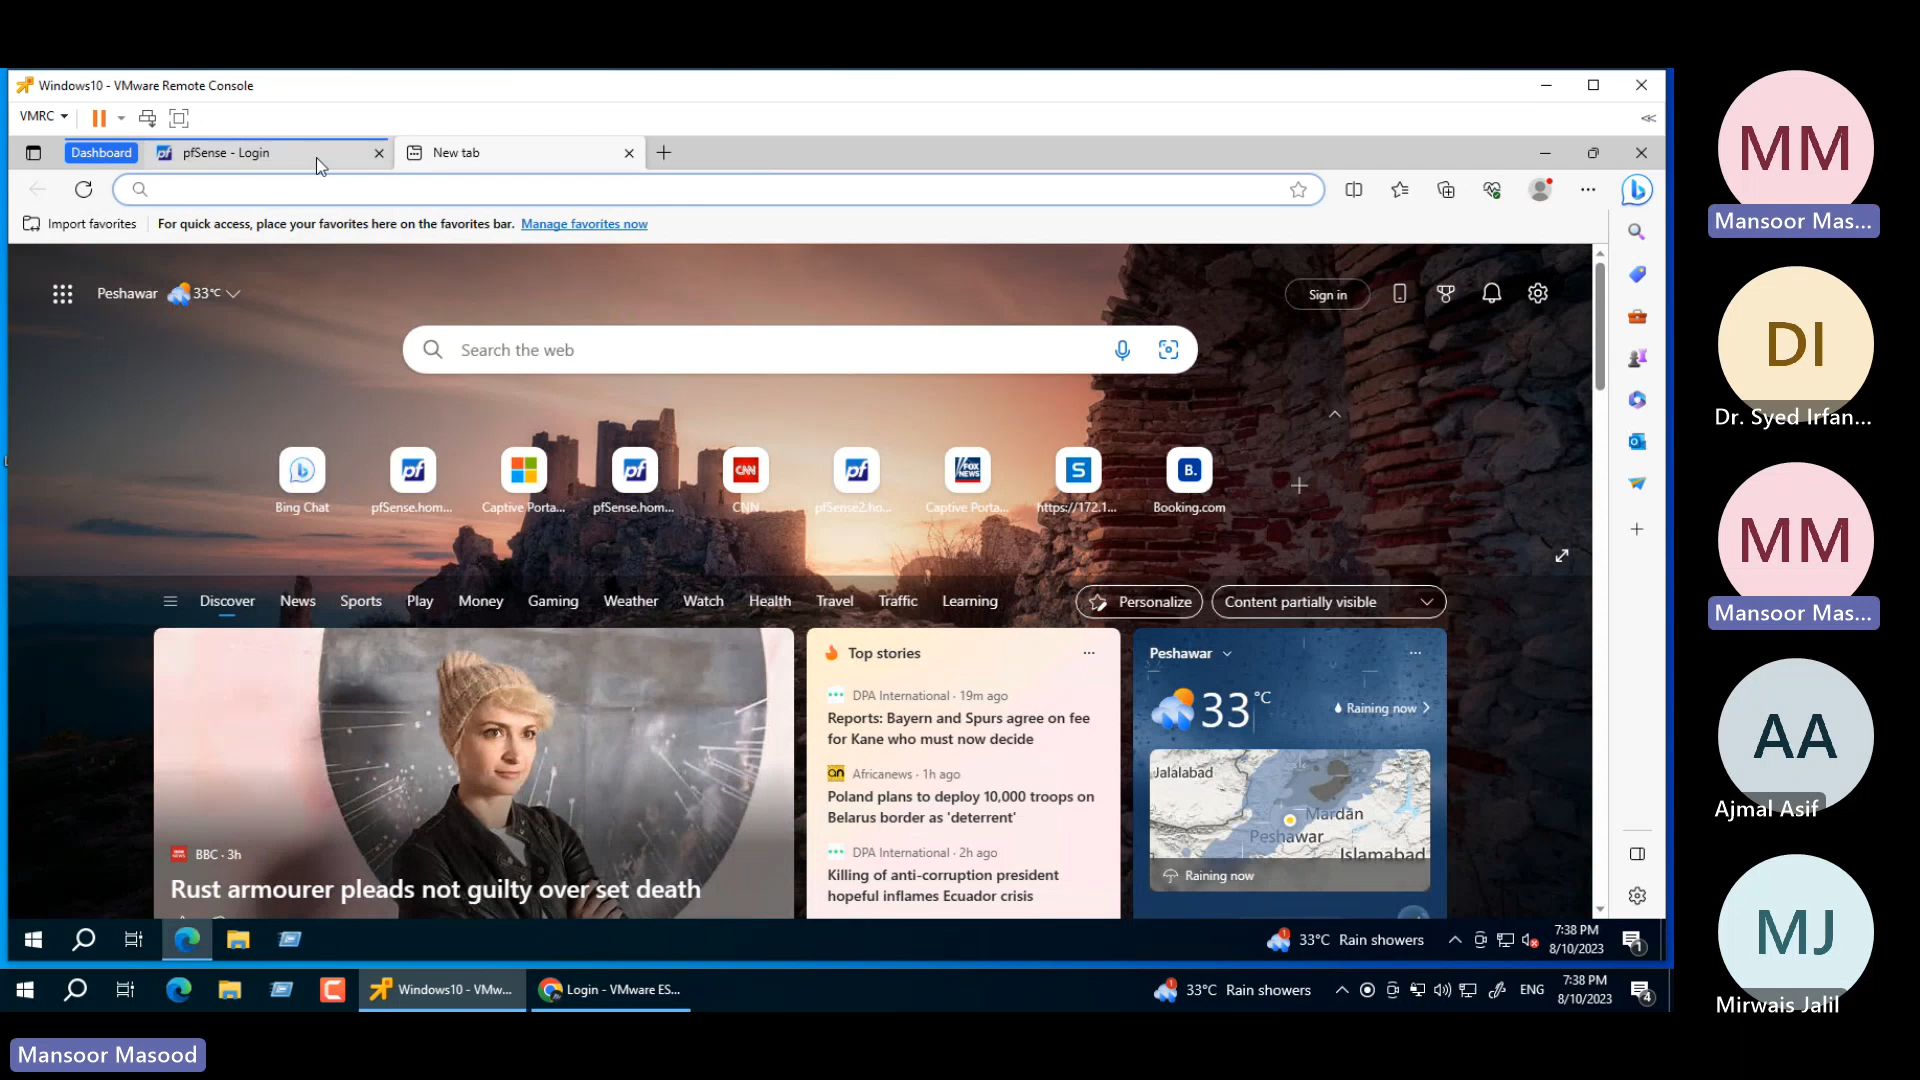 Windows10 - VMware Remote Console
VMRC
Dashboard
pfSense - Login
New tab
Import favorites
For quick access, place your favorites here on the favorites bar. Manage favorites now
Peshawar 33°C
Sign in
Search the web
Bing Chat
pfSense.hom...
Captive Porta...
pfSense.hom...
CNN
pfSense2.ho...
Captive Porta...
https://172.1...
Booking.com
Discover News Sports Play Money Gaming Weather Watch Health Travel Traffic Learning
Personalize
Content partially visible
BBC · 3h
Rust armourer pleads not guilty over set death
Top stories
DPA International · 19m ago
Reports: Bayern and Spurs agree on fee
for Kane who must now decide
Africanews · 1h ago
Poland plans to deploy 10,000 troops on
Belarus border as 'deterrent'
DPA International · 2h ago
Killing of anti-corruption president
hopeful inflames Ecuador crisis
Peshawar
33 °C
Raining now
Jalalabad
Mardan
Peshawar
Islamabad
Raining now
33°C Rain showers
7:38 PM
8/10/2023
1
Windows10 - VMw...
Login - VMware ES...
33°C Rain showers
ENG
7:38 PM
8/10/2023
4
Mansoor Masood
MM
Mansoor Mas...
DI
Dr. Syed Irfan...
MM
Mansoor Mas...
AA
Ajmal Asif
MJ
Mirwais Jalil